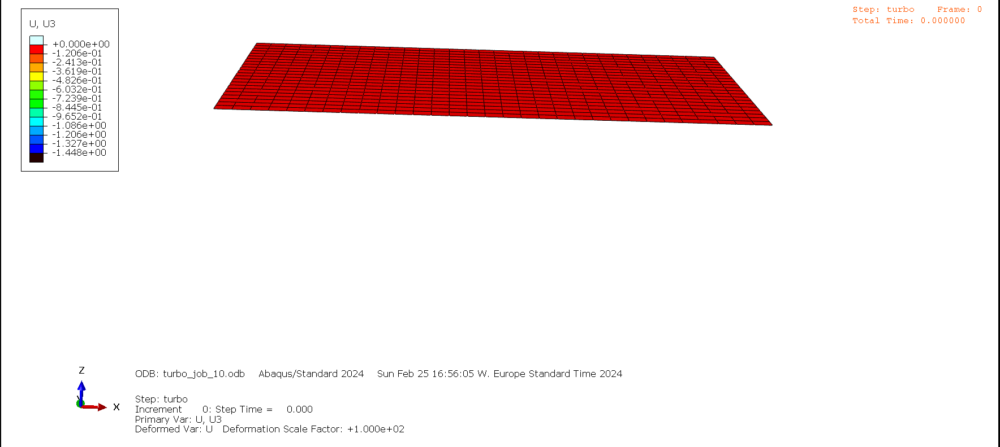 U, U3
+0.000e+00
-1.206e-01
-2.413e-01
-3.619e-01
-4.826e-01
-6.032e-01
-7.239e-01
-8.445e-01
-9.652e-01
-1.086e+00
-1.206e+00
-1.327e+00
-1.448e+00
Step: turbo    Frame: 0
Total Time: 0.000000
Z
Y
X
ODB: turbo_job_10.odb    Abaqus/Standard 2024    Sun Feb 25 16:56:05 W. Europe Standard Time 2024
Step: turbo
Increment    0: Step Time =    0.000
Primary Var: U, U3
Deformed Var: U   Deformation Scale Factor: +1.000e+02